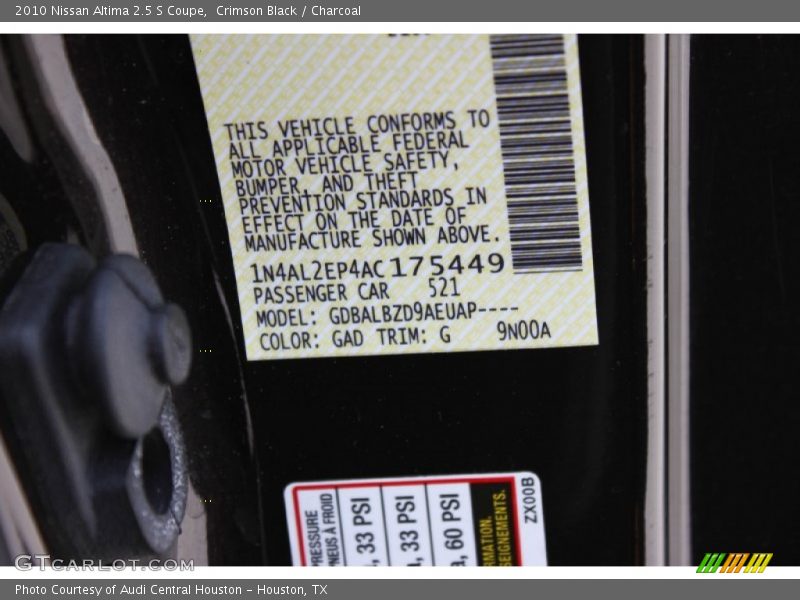 2010 Nissan Altima 2.5 S Coupe,  Crimson Black / Charcoal
THIS VEHICLE CONFORMS TO
ALL APPLICABLE FEDERAL
MOTOR VEHICLE SAFETY,
BUMPER, AND THEFT
PREVENTION STANDARDS IN
EFFECT ON THE DATE OF
MANUFACTURE SHOWN ABOVE.
1N4AL2EP4AC175449
PASSENGER CAR 521
MODEL: GDBALBZD9AEUAP----
COLOR: GAD TRIM: G 9N00A
PRESSURE
PNEUS À FROID
33 PSI
33 PSI
60 PSI
ZX00B
GTCARLOT.COM
Photo Courtesy of Audi Central Houston - Houston, TX